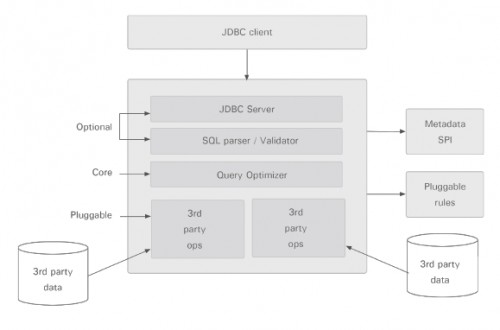 JDBC client
JDBC Server
Optional
SQL parser / Validator
Metadata
SPI
Core
Query Optimizer
Pluggable
rules
Pluggable
3rd
party
ops
3rd
party
ops
3rd party
data
3rd party
data